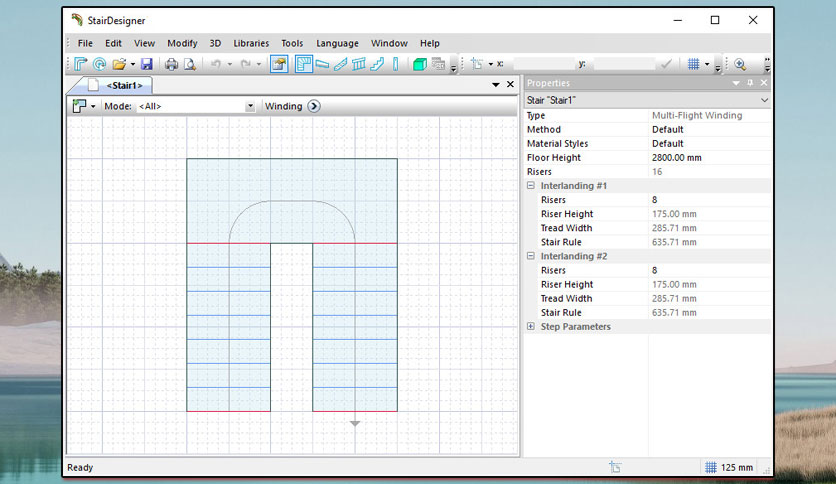 StairDesigner
File Edit View Modify 3D Libraries Tools Language Window Help
x: y:
<Stair1>
Properties
Mode: <All> Winding
Stair "Stair1"
Type Multi-Flight Winding
Method Default
Material Styles Default
Floor Height 2800.00 mm
Risers 16
Interlanding #1
Risers 8
Riser Height 175.00 mm
Tread Width 285.71 mm
Stair Rule 635.71 mm
Interlanding #2
Risers 8
Riser Height 175.00 mm
Tread Width 285.71 mm
Stair Rule 635.71 mm
Step Parameters
Ready 125 mm